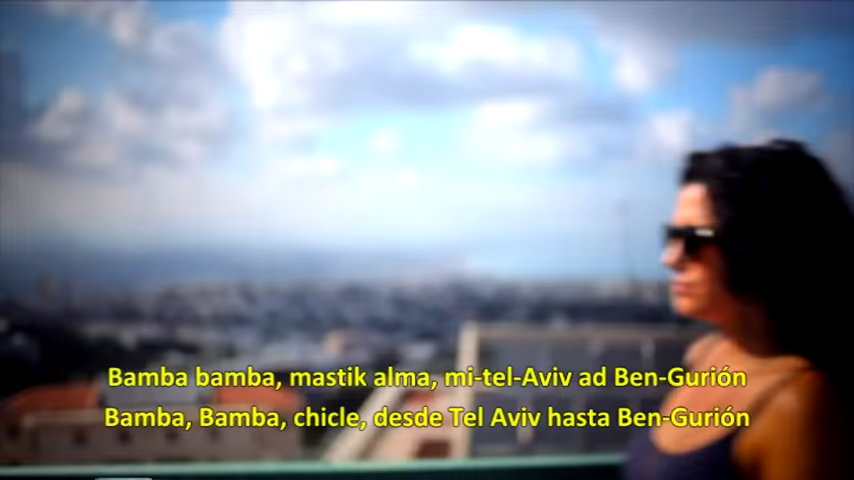 Bamba bamba, mastik alma, mi-tel-Aviv ad Ben-Gurión
Bamba, Bamba, chicle, desde Tel Aviv hasta Ben-Gurión